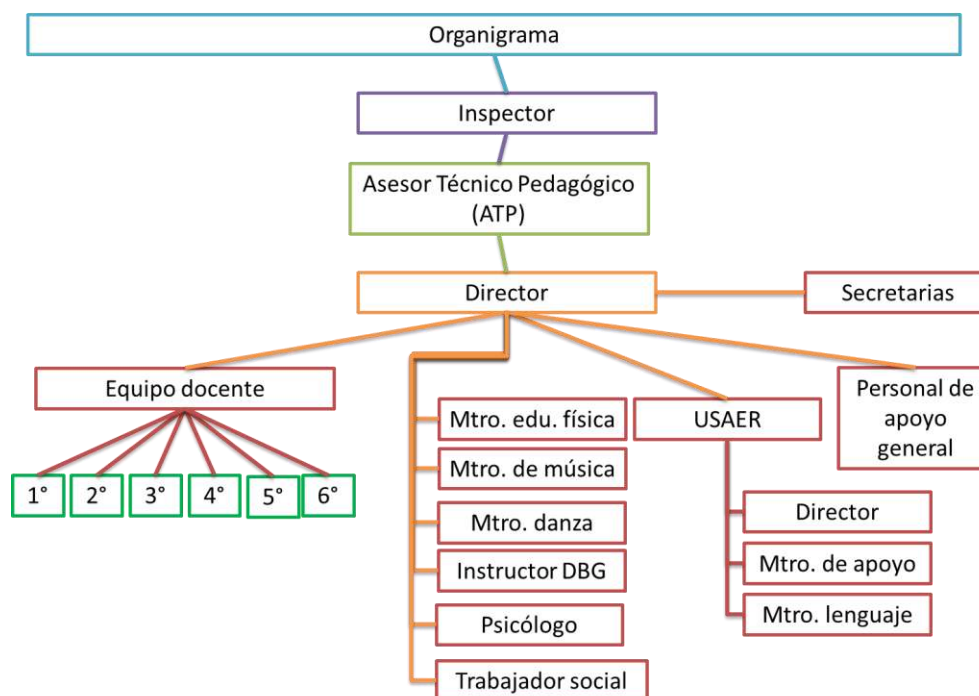 Organigrama
Inspector
Asesor Técnico Pedagógico
(ATP)
Director
Secretarias
Equipo docente
1°
2°
3°
4°
5°
6°
Mtro. edu. física
Mtro. de música
Mtro. danza
Instructor DBG
Psicólogo
Trabajador social
USAER
Director
Mtro. de apoyo
Mtro. lenguaje
Personal de
apoyo
general